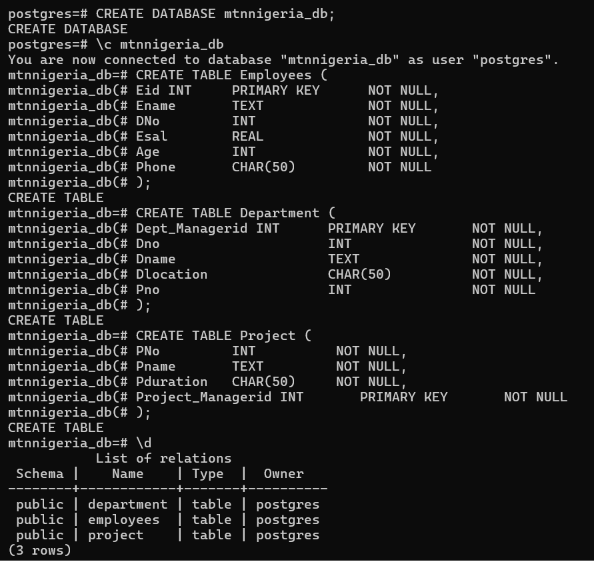 postgres=# CREATE DATABASE mtnnigeria_db;
CREATE DATABASE
postgres=# \c mtnnigeria_db
You are now connected to database "mtnnigeria_db" as user "postgres".
mtnnigeria_db=# CREATE TABLE Employees (
mtnnigeria_db(# Eid INT     PRIMARY KEY      NOT NULL,
mtnnigeria_db(# Ename       TEXT             NOT NULL,
mtnnigeria_db(# DNo         INT              NOT NULL,
mtnnigeria_db(# Esal        REAL             NOT NULL,
mtnnigeria_db(# Age         INT              NOT NULL,
mtnnigeria_db(# Phone       CHAR(50)         NOT NULL
mtnnigeria_db(# );
CREATE TABLE
mtnnigeria_db=# CREATE TABLE Department (
mtnnigeria_db(# Dept_Managerid INT      PRIMARY KEY       NOT NULL,
mtnnigeria_db(# Dno                     INT               NOT NULL,
mtnnigeria_db(# Dname                   TEXT              NOT NULL,
mtnnigeria_db(# Dlocation               CHAR(50)          NOT NULL,
mtnnigeria_db(# Pno                     INT               NOT NULL
mtnnigeria_db(# );
CREATE TABLE
mtnnigeria_db=# CREATE TABLE Project (
mtnnigeria_db(# PNo         INT          NOT NULL,
mtnnigeria_db(# Pname       TEXT         NOT NULL,
mtnnigeria_db(# Pduration   CHAR(50)     NOT NULL,
mtnnigeria_db(# Project_Managerid INT       PRIMARY KEY       NOT NULL
mtnnigeria_db(# );
CREATE TABLE
mtnnigeria_db=# \d
           List of relations
 Schema |    Name    | Type  |  Owner
--------+------------+-------+----------
 public | department | table | postgres
 public | employees  | table | postgres
 public | project    | table | postgres
(3 rows)